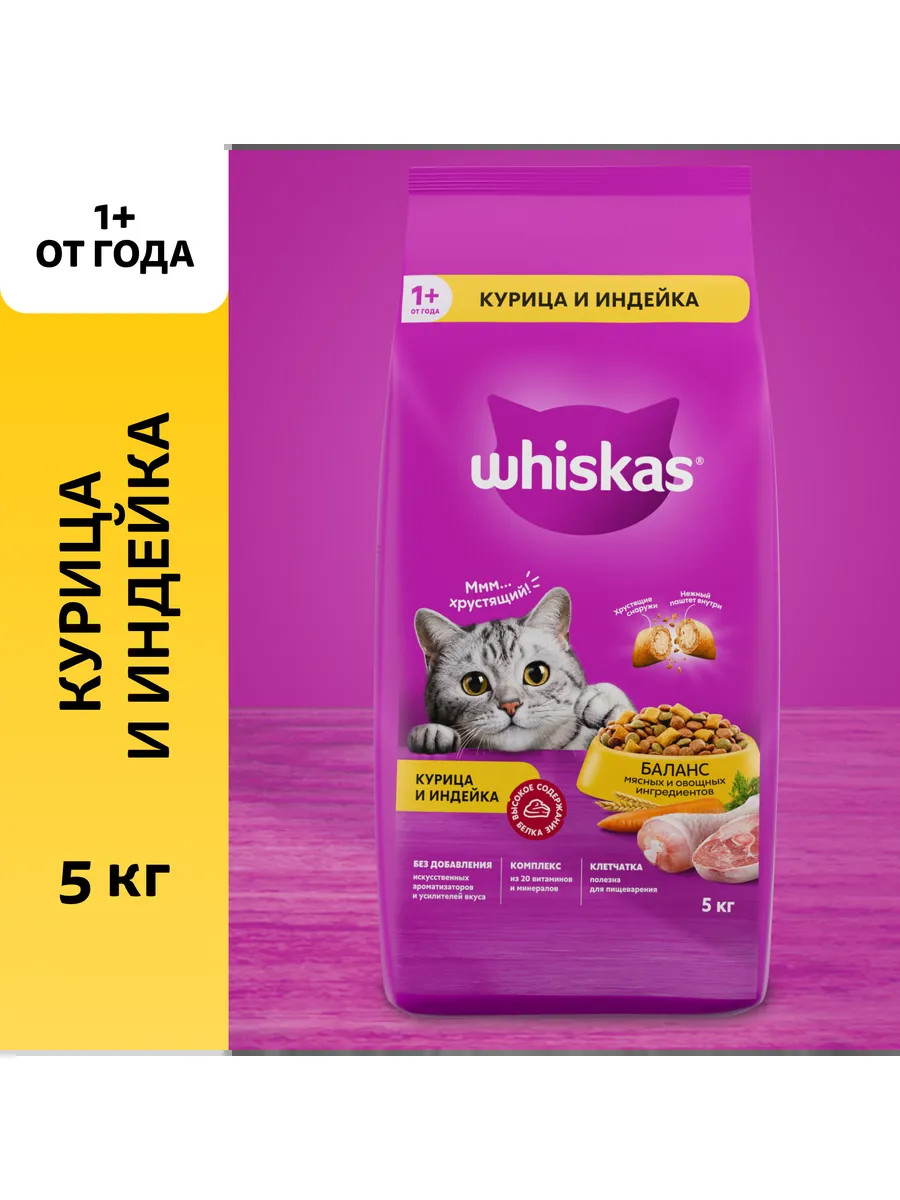 1+
ОТ ГОДА
КУРИЦА
И ИНДЕЙКА
5 кг
1+
ОТ ГОДА
КУРИЦА И ИНДЕЙКА
whiskas®
Ммм...
хрустящий!
Хрустящие
снаружи
Нежный
паштет внутри
БАЛАНС
мясных и овощных
ингредиентов
КУРИЦА
И ИНДЕЙКА
ВЫСОКОЕ СОДЕРЖАНИЕ
БЕЛКА
БЕЗ ДОБАВЛЕНИЯ
искусственных
ароматизаторов
и усилителей вкуса
КОМПЛЕКС
из 20 витаминов
и минералов
КЛЕТЧАТКА
полезна
для пищеварения
5 кг